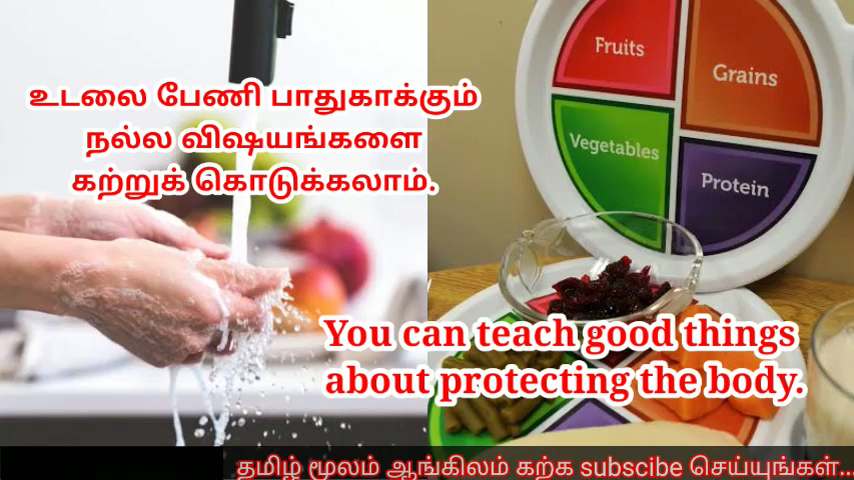 உடலை பேணி பாதுகாக்கும்
நல்ல விஷயங்களை
கற்றுக் கொடுக்கலாம்.
Fruits
Grains
Vegetables
Protein
You can teach good things
about protecting the body.
தமிழ் மூலம் ஆங்கிலம் கற்க subscibe செய்யுங்கள்...